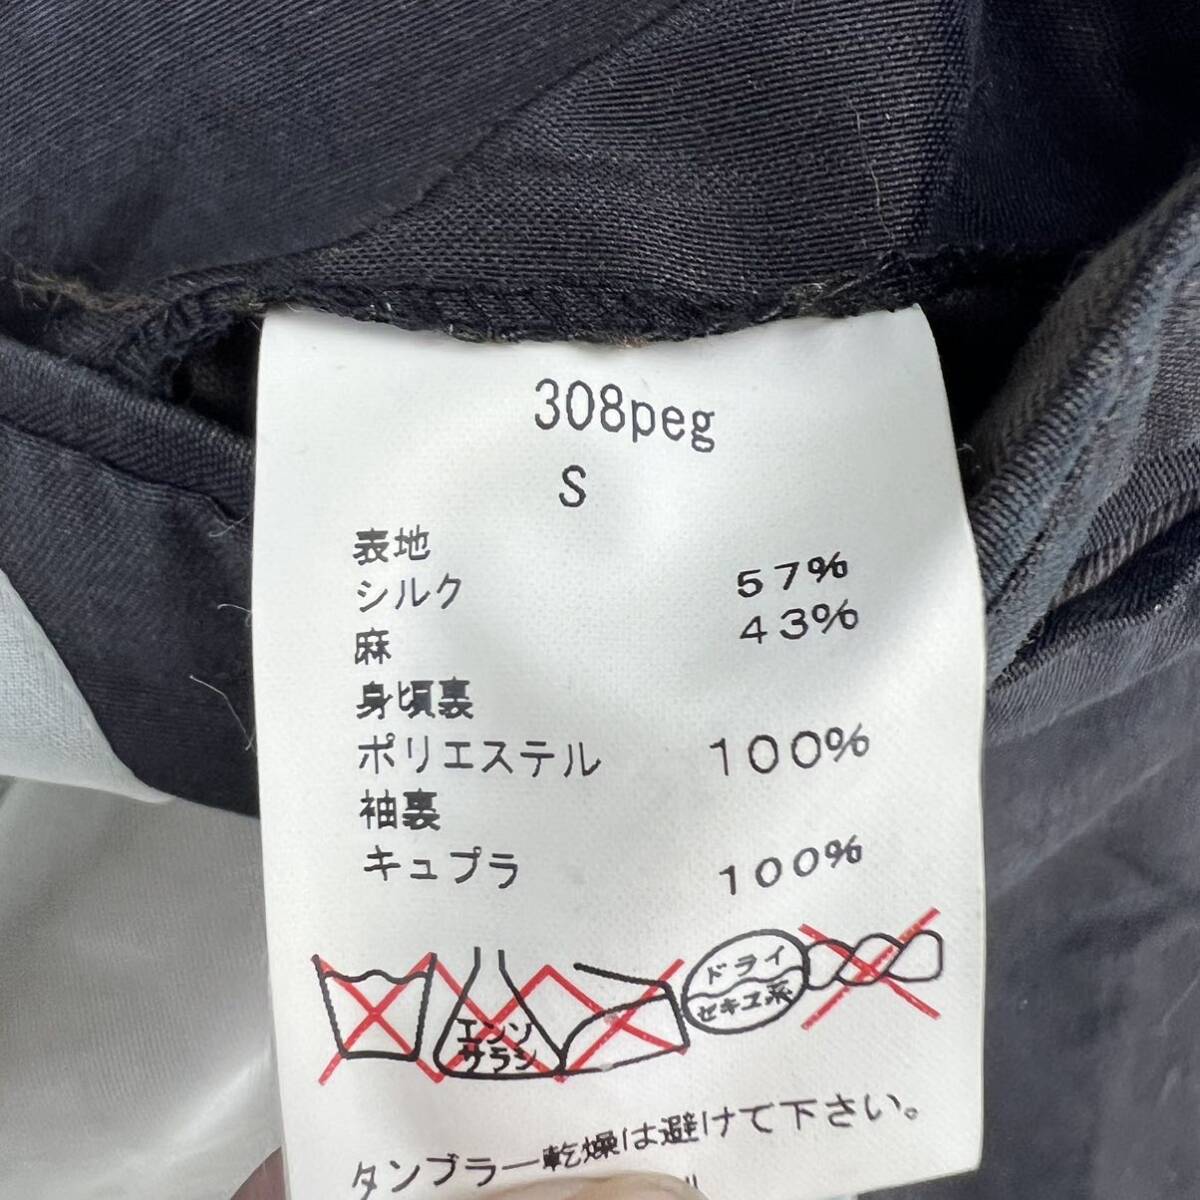 308peg
S
表地
シルク 57%
麻 43%
身頃裏
ポリエステル 100%
袖裏
キュプラ 100%
エンソ
サラシ
ドライ
セキユ系
タンブラー乾燥は避けて下さい。